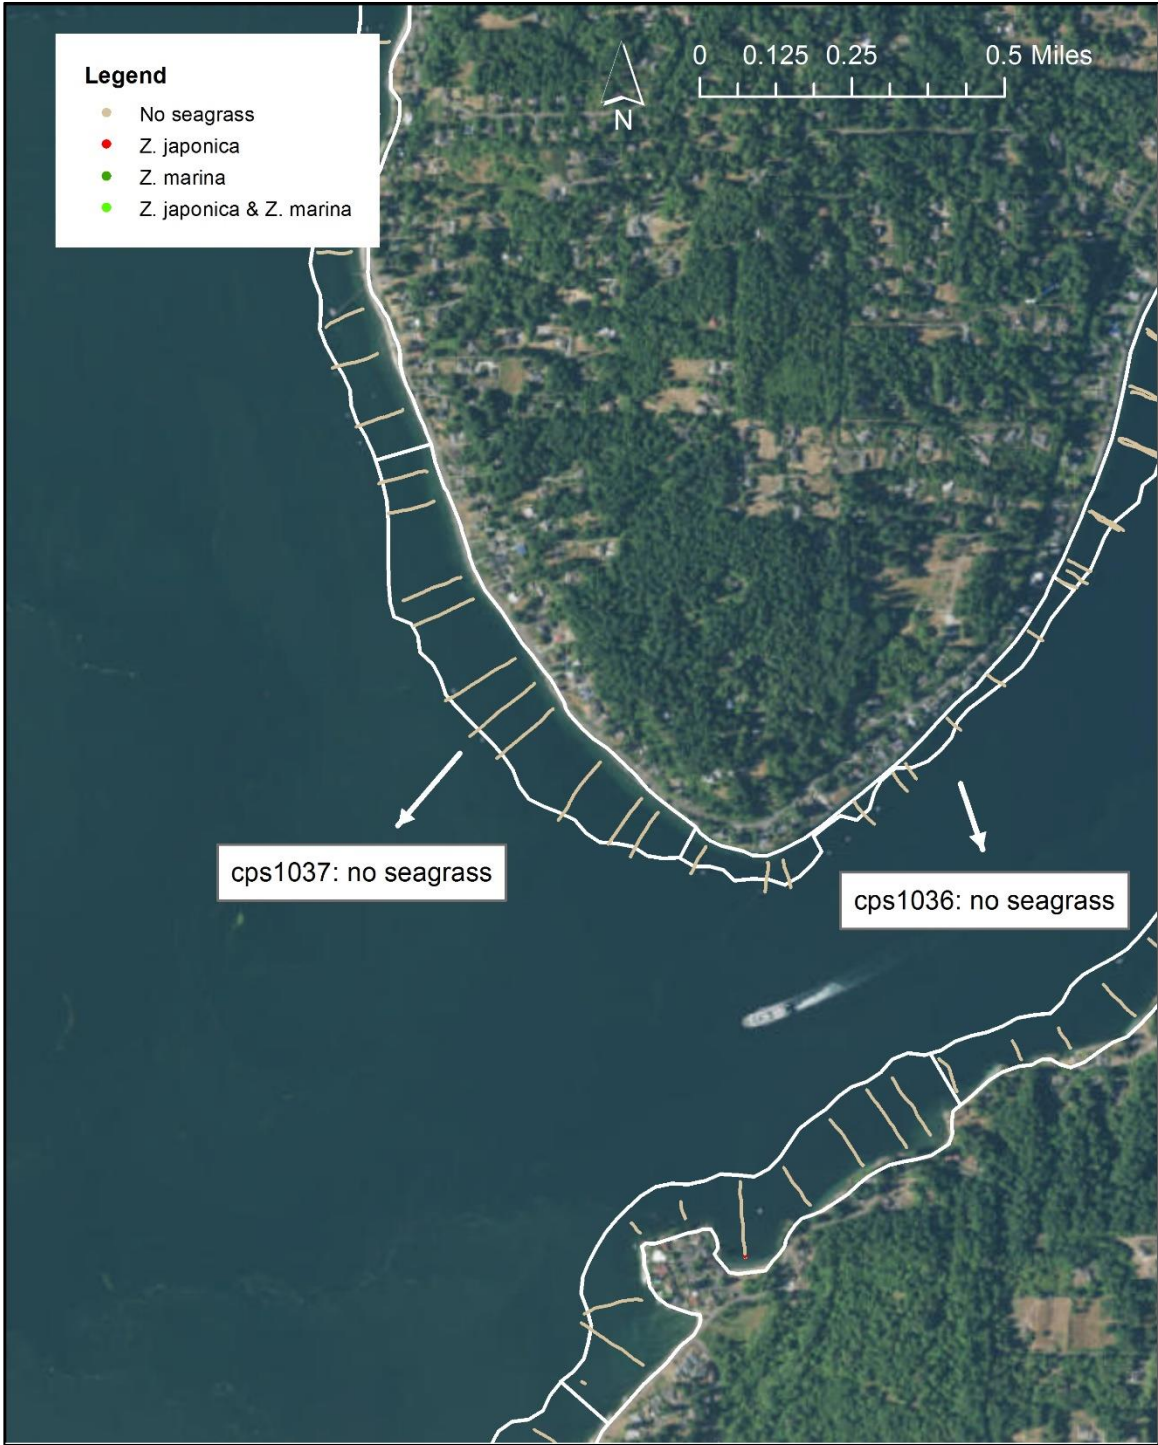 Legend
No seagrass
Z. japonica
Z. marina
Z. japonica & Z. marina
N
0 0.125 0.25 0.5 Miles
cps1037: no seagrass
cps1036: no seagrass